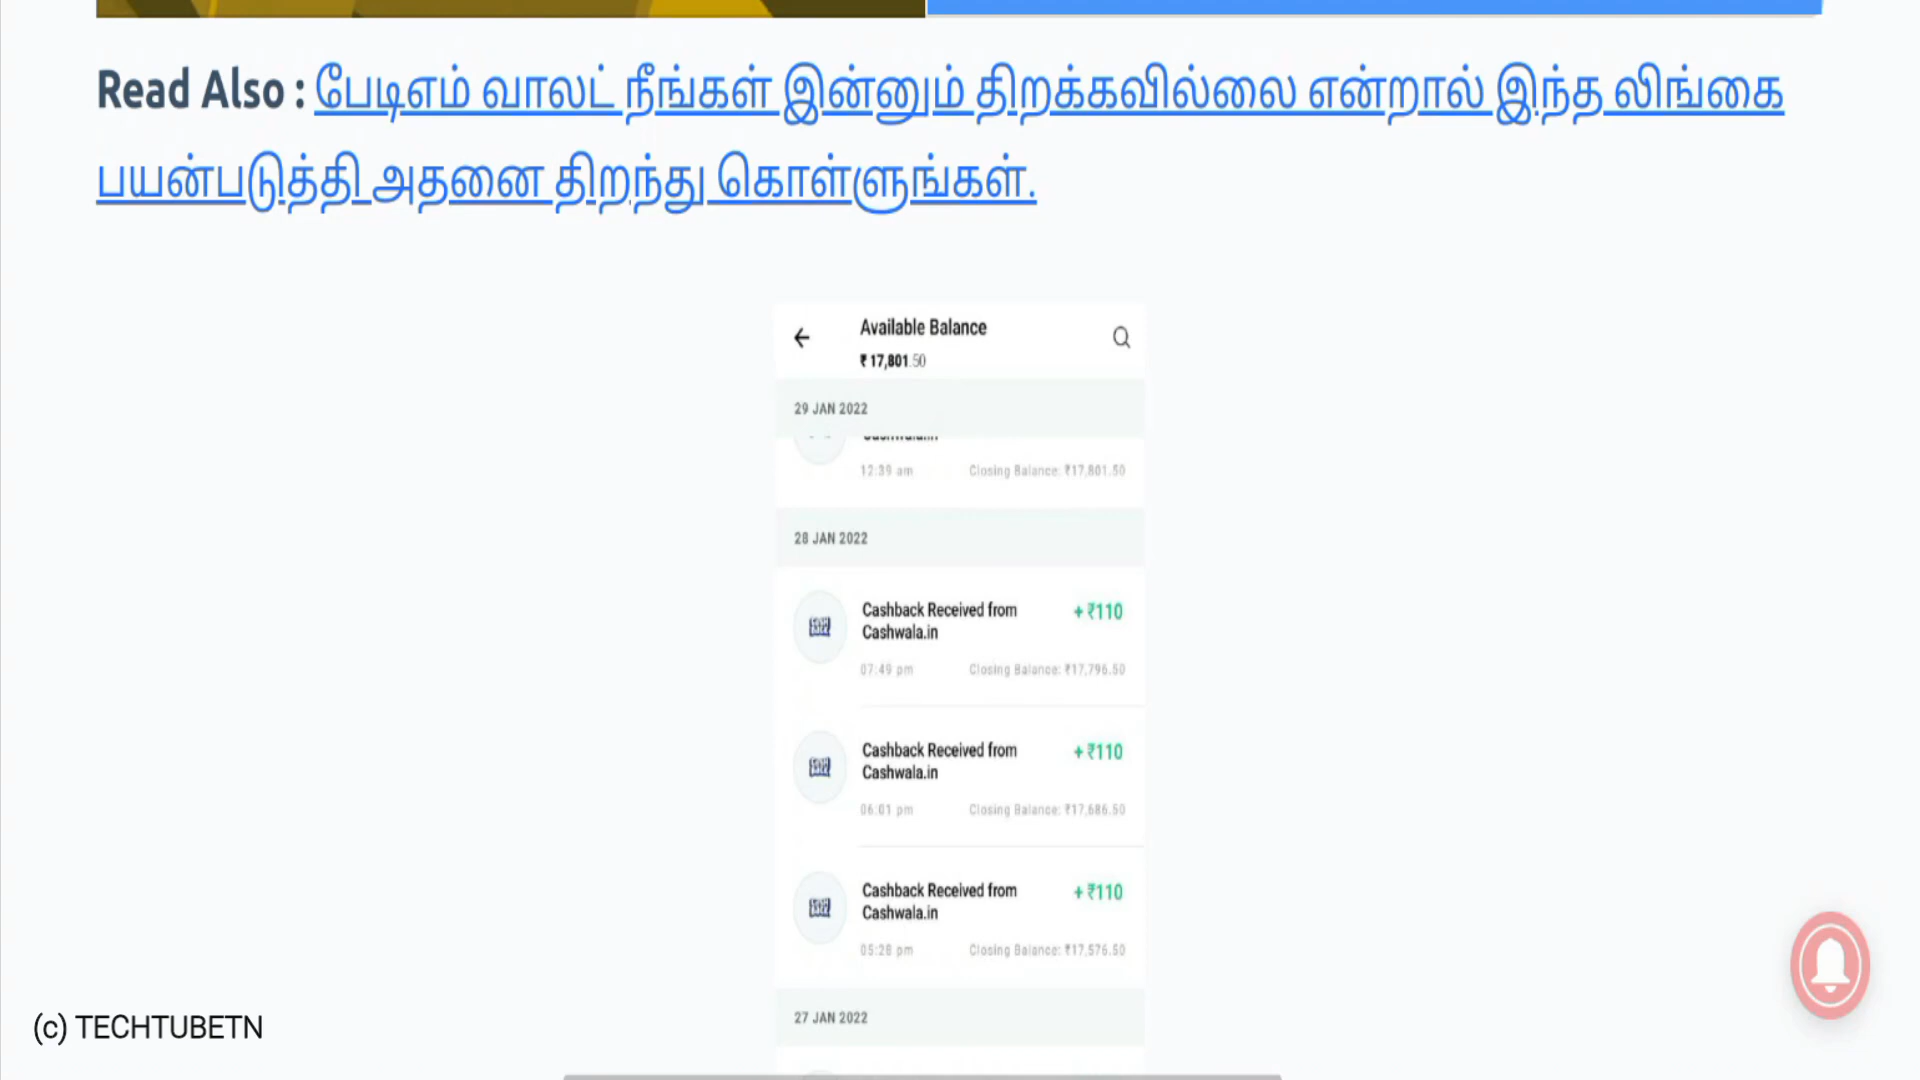 Read Also : பேடிஎம் வாலட் நீங்கள் இன்னும் திறக்கவில்லை என்றால் இந்த லிங்கை
பயன்படுத்தி அதனை திறந்து கொள்ளுங்கள்.
Available Balance
₹ 17,801.50
29 JAN 2022
12:39 am Closing Balance: ₹17,801.50
28 JAN 2022
Cashback Received from +₹110
Cashwala.in
07:49 pm Closing Balance: ₹17,796.50
Cashback Received from +₹110
Cashwala.in
06:01 pm Closing Balance: ₹17,686.50
Cashback Received from +₹110
Cashwala.in
05:28 pm Closing Balance: ₹17,576.50
27 JAN 2022
(c) TECHTUBETN